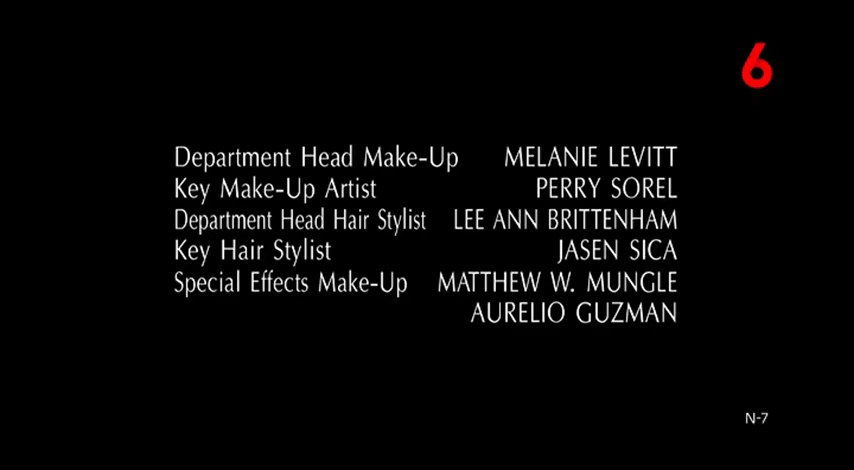 6
Department Head Make-Up MELANIE LEVITT
Key Make-Up Artist PERRY SOREL
Department Head Hair Stylist LEE ANN BRITTENHAM
Key Hair Stylist JASEN SICA
Special Effects Make-Up MATTHEW W. MUNGLE
AURELIO GUZMAN
N-7